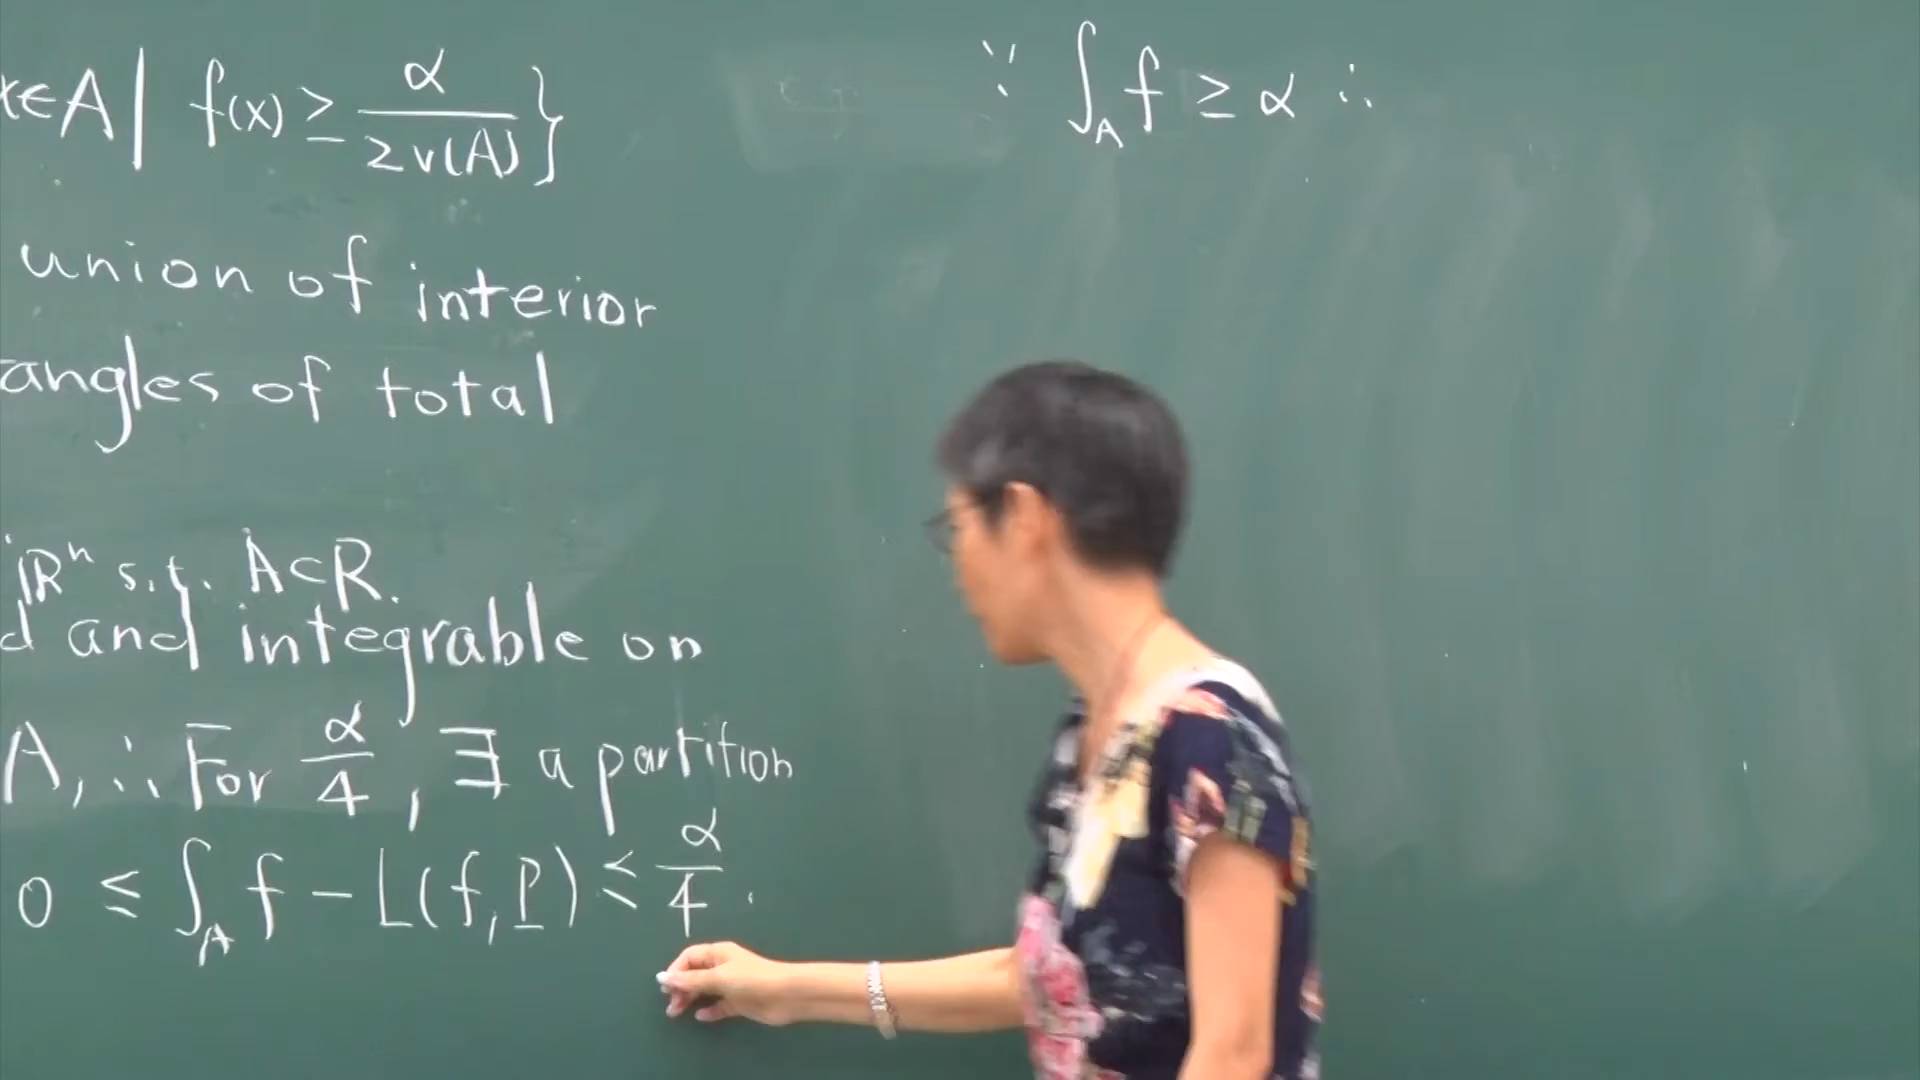 x∈A | f(x) ≥ α/2v(A)}
union of interior
angles of total
ℝⁿ s.t. A⊂R.
d and integrable on
A, ∴ For α/4, ∃ a partition
0 ≤ ∫_A f - L(f, P) ≤ α/4.
∵ ∫_A f ≥ α ∴